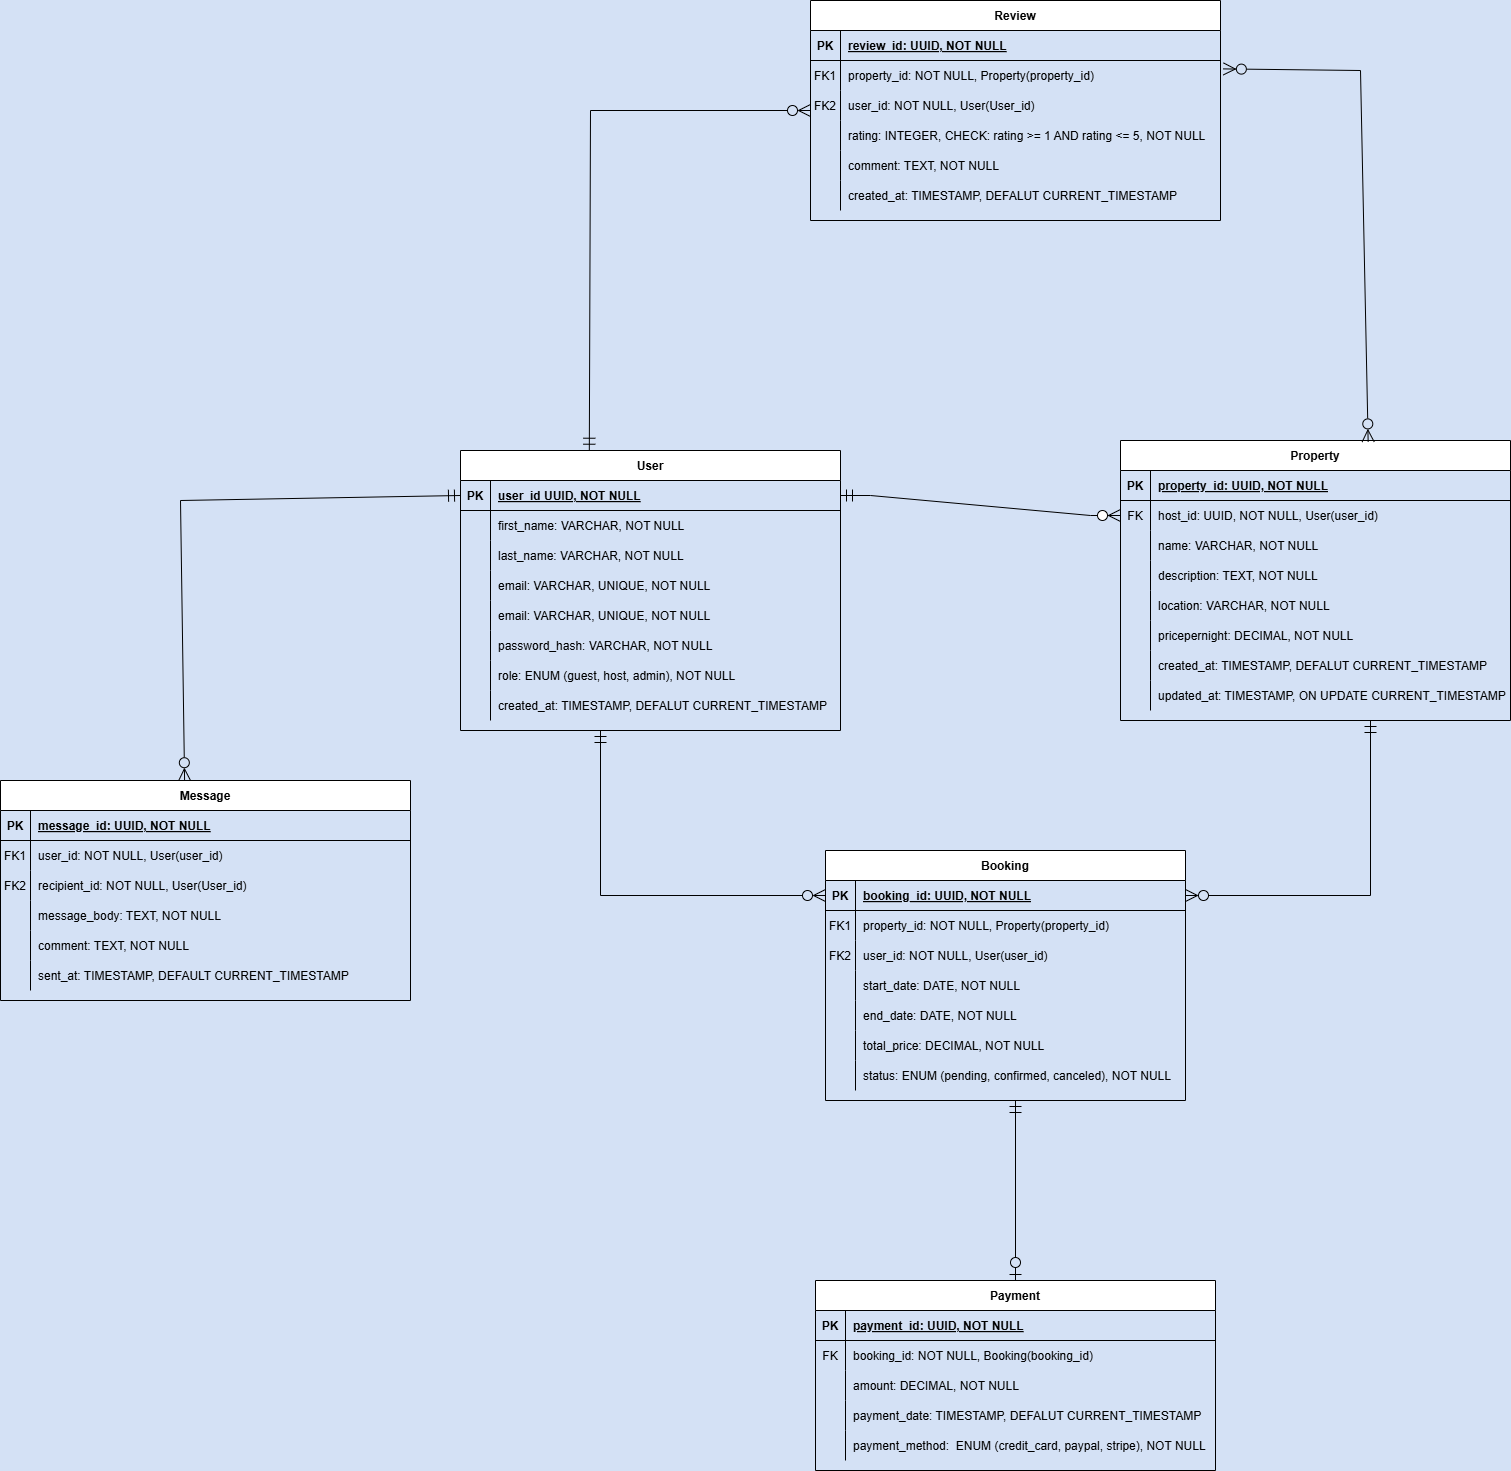 Review
PK review_id: UUID, NOT NULL
FK1 property_id: NOT NULL, Property(property_id)
FK2 user_id: NOT NULL, User(User_id)
rating: INTEGER, CHECK: rating >= 1 AND rating <= 5, NOT NULL
comment: TEXT, NOT NULL
created_at: TIMESTAMP, DEFALUT CURRENT_TIMESTAMP
User
PK user_id UUID, NOT NULL
first_name: VARCHAR, NOT NULL
last_name: VARCHAR, NOT NULL
email: VARCHAR, UNIQUE, NOT NULL
email: VARCHAR, UNIQUE, NOT NULL
password_hash: VARCHAR, NOT NULL
role: ENUM (guest, host, admin), NOT NULL
created_at: TIMESTAMP, DEFALUT CURRENT_TIMESTAMP
Property
PK property_id: UUID, NOT NULL
FK host_id: UUID, NOT NULL, User(user_id)
name: VARCHAR, NOT NULL
description: TEXT, NOT NULL
location: VARCHAR, NOT NULL
pricepernight: DECIMAL, NOT NULL
created_at: TIMESTAMP, DEFALUT CURRENT_TIMESTAMP
updated_at: TIMESTAMP, ON UPDATE CURRENT_TIMESTAMP
Message
PK message_id: UUID, NOT NULL
FK1 user_id: NOT NULL, User(user_id)
FK2 recipient_id: NOT NULL, User(User_id)
message_body: TEXT, NOT NULL
comment: TEXT, NOT NULL
sent_at: TIMESTAMP, DEFAULT CURRENT_TIMESTAMP
Booking
PK booking_id: UUID, NOT NULL
FK1 property_id: NOT NULL, Property(property_id)
FK2 user_id: NOT NULL, User(user_id)
start_date: DATE, NOT NULL
end_date: DATE, NOT NULL
total_price: DECIMAL, NOT NULL
status: ENUM (pending, confirmed, canceled), NOT NULL
Payment
PK payment_id: UUID, NOT NULL
FK booking_id: NOT NULL, Booking(booking_id)
amount: DECIMAL, NOT NULL
payment_date: TIMESTAMP, DEFALUT CURRENT_TIMESTAMP
payment_method: ENUM (credit_card, paypal, stripe), NOT NULL